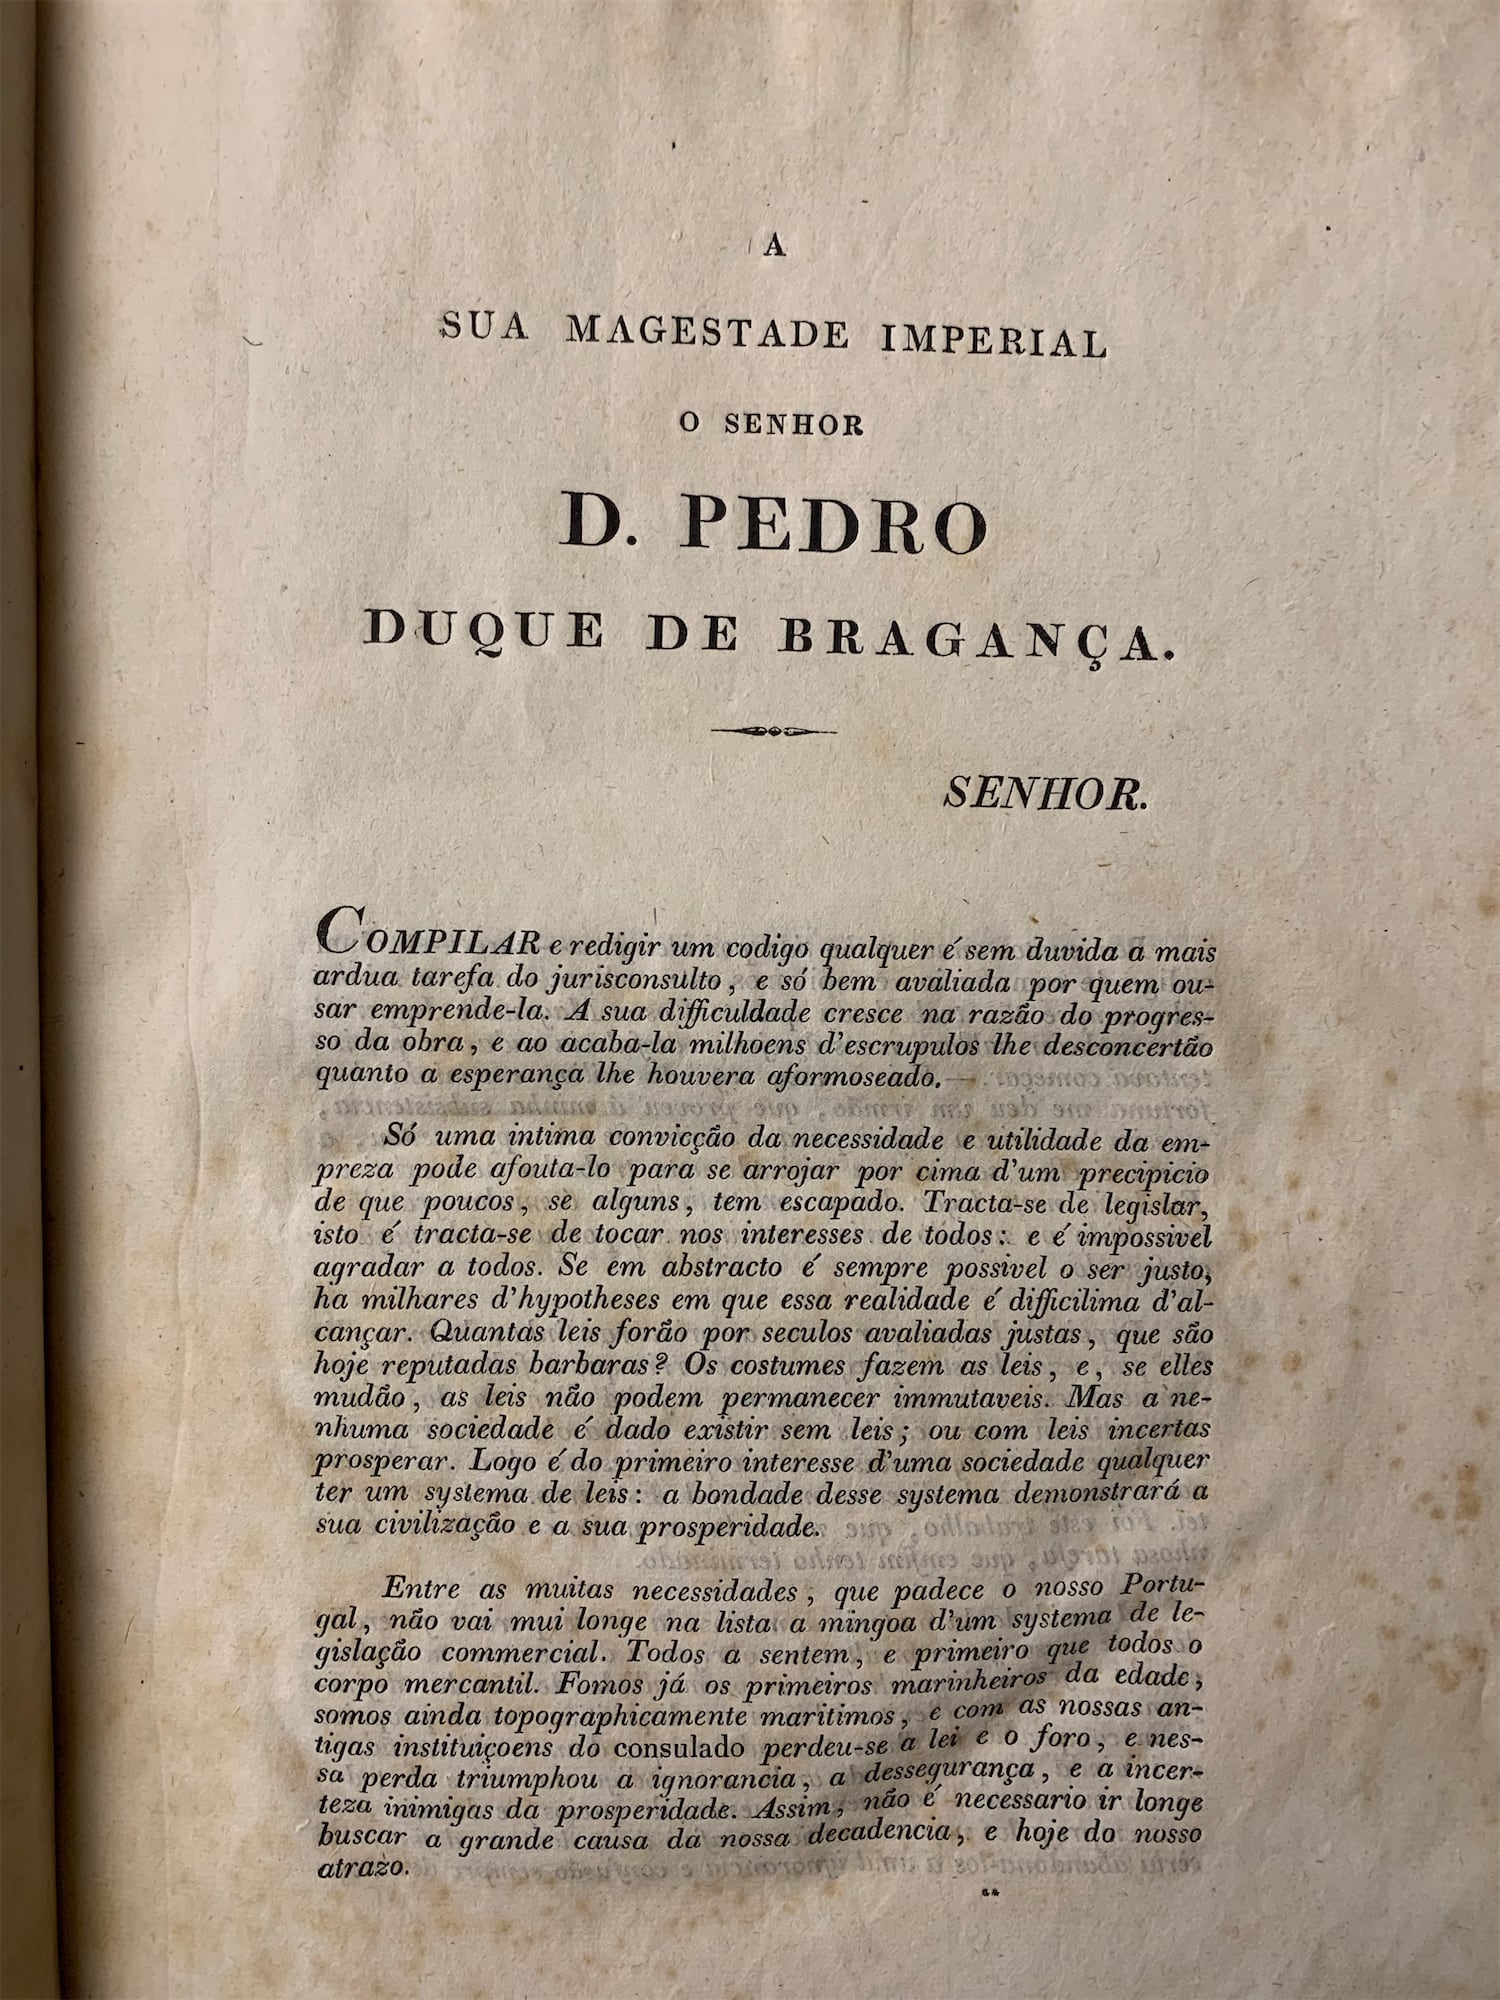 A
SUA MAGESTADE IMPERIAL
O SENHOR
D. PEDRO
DUQUE DE BRAGANÇA.
SENHOR.
COMPILAR e redigir um codigo qualquer é sem duvida a mais
ardua tarefa do jurisconsulto, e só bem avaliada por quem ou-
sar emprende-la. A sua difficuldade cresce na razão do progres-
so da obra, e ao acaba-la milhoens d'escrupulos lhe desconcertão
quanto a esperança lhe houvera aformoseado. —
Só uma intima convicção da necessidade e utilidade da em-
preza pode afouta-lo para se arrojar por cima d'um precipicio
de que poucos, se alguns, tem escapado. Tracta-se de legislar,
isto é tracta-se de tocar nos interesses de todos: e é impossivel
agradar a todos. Se em abstracto é sempre possivel o ser justo,
ha milhares d'hypotheses em que essa realidade é difficilima d'al-
cançar. Quantas leis forão por seculos avaliadas justas, que são
hoje reputadas barbaras? Os costumes fazem as leis, e, se elles
mudão, as leis não podem permanecer immutaveis. Mas a ne-
nhuma sociedade é dado existir sem leis; ou com leis incertas
prosperar. Logo é do primeiro interesse d'uma sociedade qualquer
ter um systema de leis: a bondade desse systema demonstrará a
sua civilização e a sua prosperidade.
Entre as muitas necessidades, que padece o nosso Portu-
gal, não vai mui longe na lista a mingoa d'um systema de le-
gislação commercial. Todos a sentem, e primeiro que todos o
corpo mercantil. Fomos já os primeiros marinheiros da edade,
somos ainda topographicamente maritimos, e com as nossas an-
tigas instituiçoens do consulado perdeu-se a lei e o foro, e nes-
sa perda triumphou a ignorancia, a dessegurança, e a incer-
teza inimigas da prosperidade. Assim, não é necessario ir longe
buscar a grande causa da nossa decadencia, e hoje do nosso
atrazo.
**